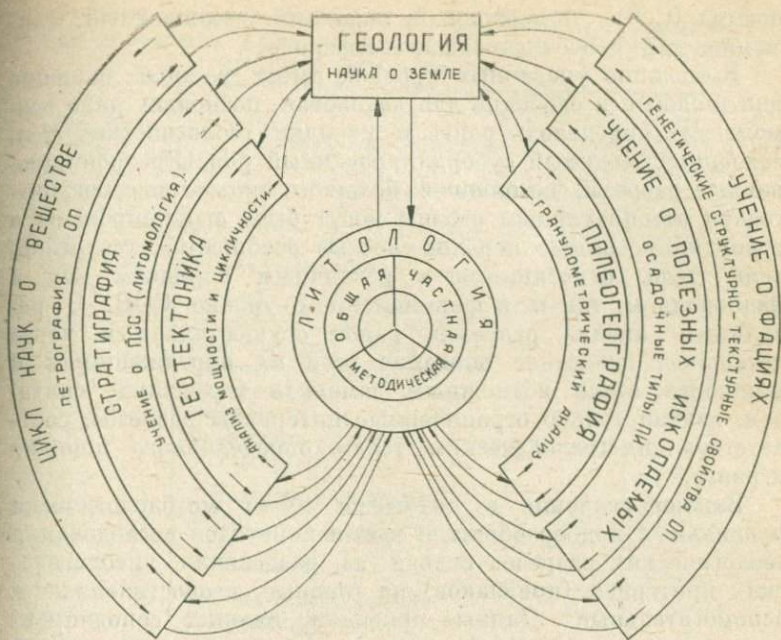 ГЕОЛОГИЯ
НАУКА О ЗЕМЛЕ
ЦИКЛ НАУК О ВЕЩЕСТВЕ
ПЕТРОГРАФИЯ ОП
СТРАТИГРАФИЯ
УЧЕНИЕ О ПСС (ЛИТОМОЛОГИЯ)
ГЕОТЕКТОНИКА
АНАЛИЗ МОЩНОСТИ И ЦИКЛИЧНОСТИ
ЛИТОЛОГИЯ
ОБЩАЯ
ЧАСТНАЯ
МЕТОДИЧЕСКАЯ
ГРАНУЛОМЕТРИЧЕСКИЙ АНАЛИЗ
ПАЛЕОГЕОГРАФИЯ
ОСАДОЧНЫЕ ТИПЫ ПИ
УЧЕНИЕ О ПОЛЕЗНЫХ ИСКОПАЕМЫХ
ГЕНЕТИЧЕСКИЕ СТРУКТУРНО-ТЕКСТУРНЫЕ СВОЙСТВА ОП
УЧЕНИЕ О ФАЦИЯХ